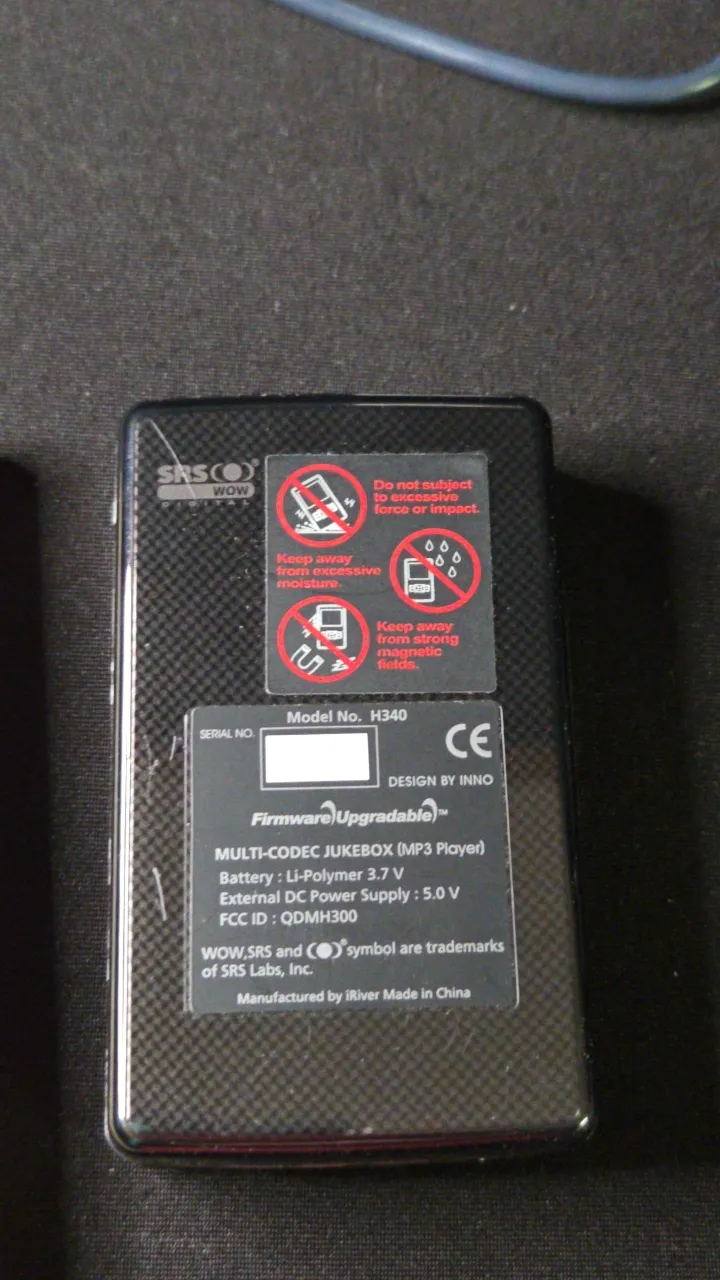 SRS(●)®
WOW
DIGITAL
Do not subject
to excessive
force or impact.
Keep away
from excessive
moisture.
Keep away
from strong
magnetic
fields.
Model No. H340
SERIAL NO.
CE
DESIGN BY INNO
Firmware Upgradable™
MULTI-CODEC JUKEBOX (MP3 Player)
Battery : Li-Polymer 3.7 V
External DC Power Supply : 5.0 V
FCC ID : QDMH300
WOW,SRS and (●)® symbol are trademarks
of SRS Labs, Inc.
Manufactured by iRiver Made in China